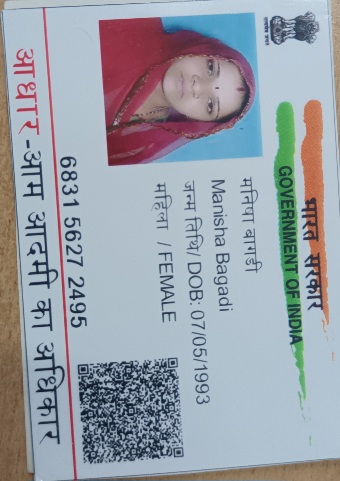 भारत सरकार
GOVERNMENT OF INDIA
मनिषा बागडी
Manisha Bagadi
जन्म तिथि/ DOB: 07/05/1993
महिला / FEMALE
6831 5627 2495
आधार -आम आदमी का अधिकार